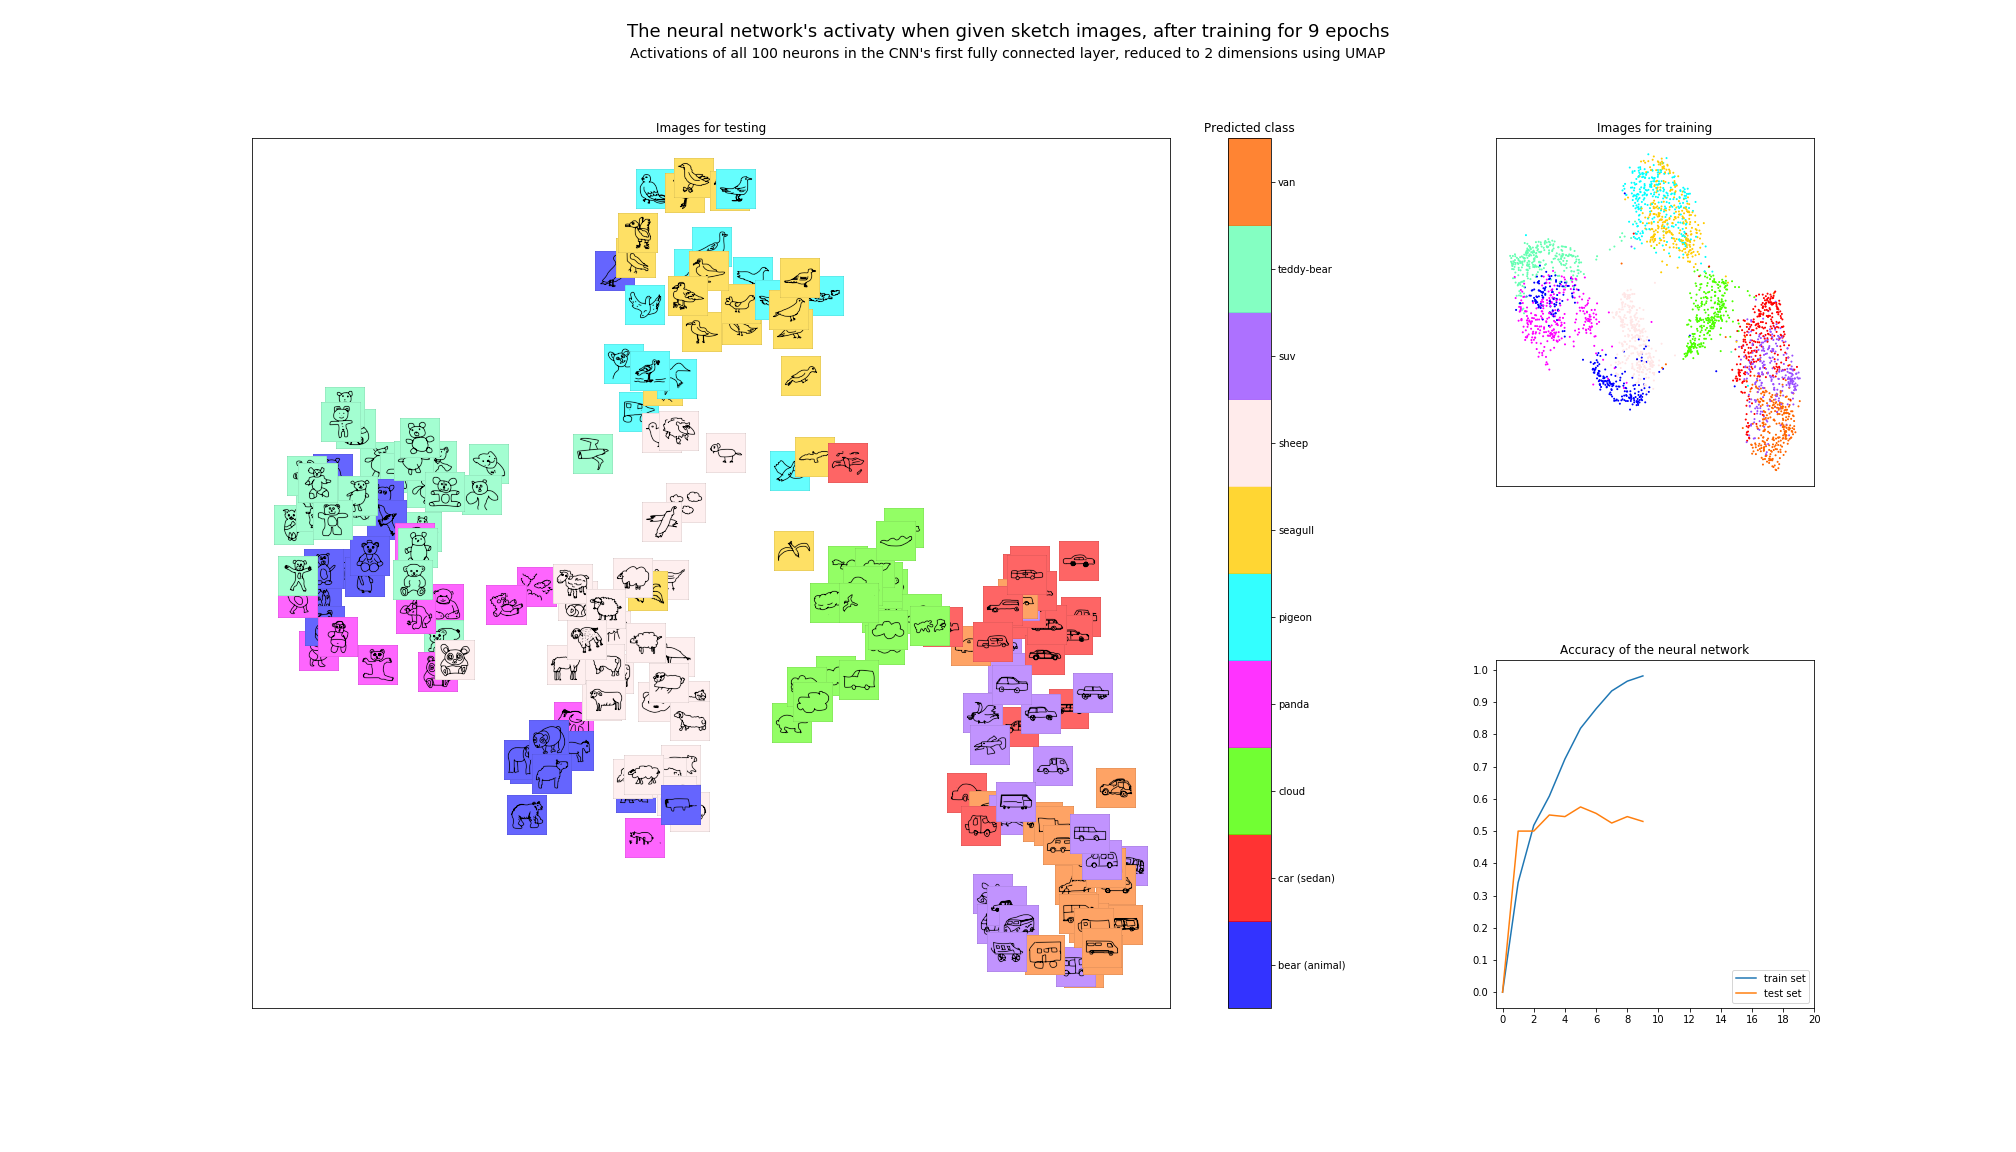 The neural network's activaty when given sketch images, after training for 9 epochs
Activations of all 100 neurons in the CNN's first fully connected layer, reduced to 2 dimensions using UMAP
Images for testing
Predicted class
van
teddy-bear
suv
sheep
seagull
pigeon
panda
cloud
car (sedan)
bear (animal)
Images for training
Accuracy of the neural network
1.0
0.9
0.8
0.7
0.6
0.5
0.4
0.3
0.2
0.1
0.0
train set
test set
0 2 4 6 8 10 12 14 16 18 20